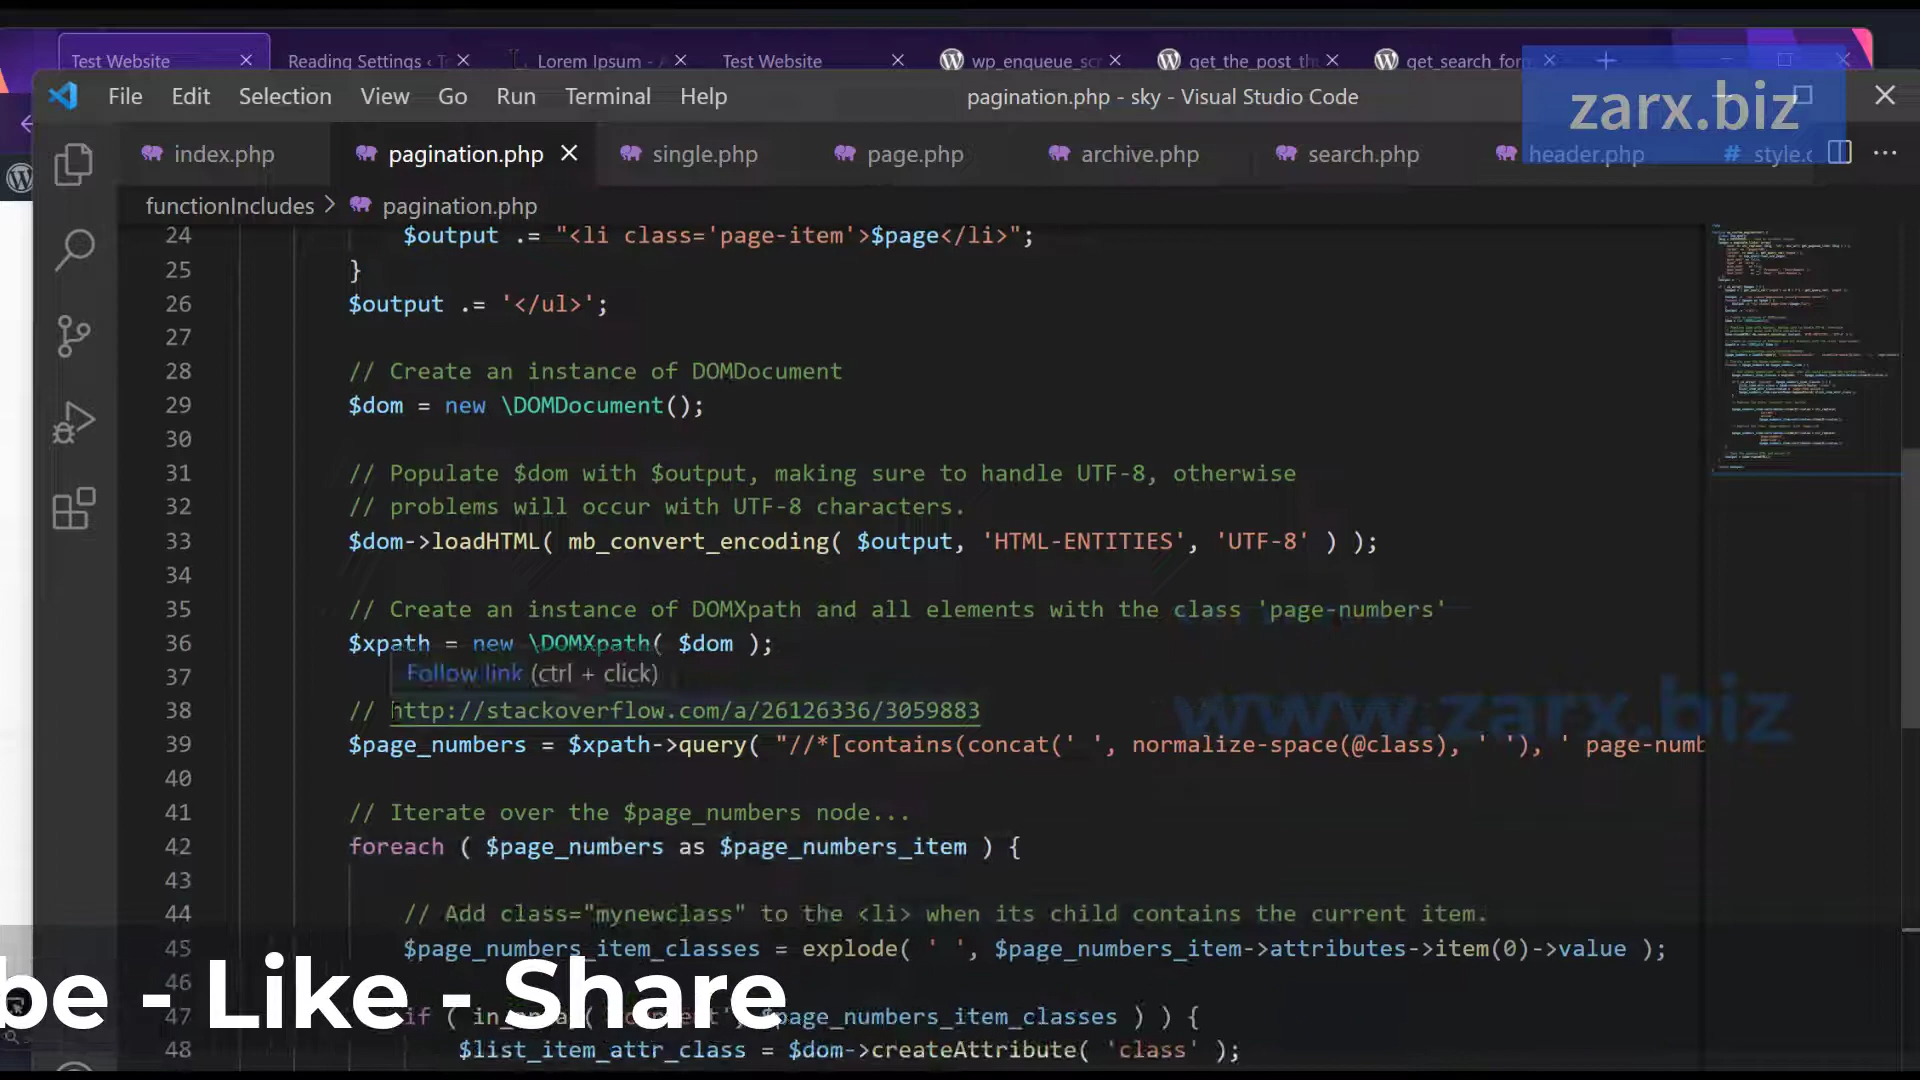 Test Website
Reading Settings ‹ T
Lorem Ipsum - A
Test Website
wp_enqueue_scr
get_the_post_th
get_search_for
File Edit Selection View Go Run Terminal Help
pagination.php - sky - Visual Studio Code
zarx.biz
index.php
pagination.php
single.php
page.php
archive.php
search.php
header.php
# style.c
functionIncludes > pagination.php
24 $output .= "<li class='page-item'>$page</li>";
25 }
26 $output .= '</ul>';
27
28 // Create an instance of DOMDocument
29 $dom = new \DOMDocument();
30
31 // Populate $dom with $output, making sure to handle UTF-8, otherwise
32 // problems will occur with UTF-8 characters.
33 $dom->loadHTML( mb_convert_encoding( $output, 'HTML-ENTITIES', 'UTF-8' ) );
34
35 // Create an instance of DOMXpath and all elements with the class 'page-numbers'
36 $xpath = new \DOMXpath( $dom );
37
Follow link (ctrl + click)
38 // http://stackoverflow.com/a/26126336/3059883
www.zarx.biz
39 $page_numbers = $xpath->query( "//*[contains(concat(' ', normalize-space(@class), ' '), ' page-numb
40
41 // Iterate over the $page_numbers node...
42 foreach ( $page_numbers as $page_numbers_item ) {
43
44 // Add class="mynewclass" to the <li> when its child contains the current item.
45 $page_numbers_item_classes = explode( ' ', $page_numbers_item->attributes->item(0)->value );
46
be - Like - Share
47 if ( in_array( 'current', $page_numbers_item_classes ) ) {
48 $list_item_attr_class = $dom->createAttribute( 'class' );